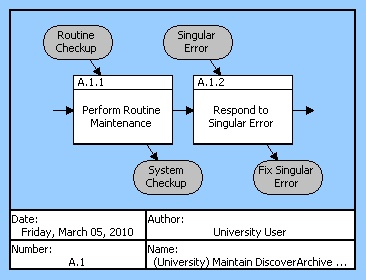 Routine
Checkup
Singular
Error
A.1.1
A.1.2
Perform Routine
Maintenance
Respond to
Singular Error
System
Checkup
Fix Singular
Error
Date:
Friday, March 05, 2010
Author:
University User
Number:
A.1
Name:
(University) Maintain DiscoverArchive ...